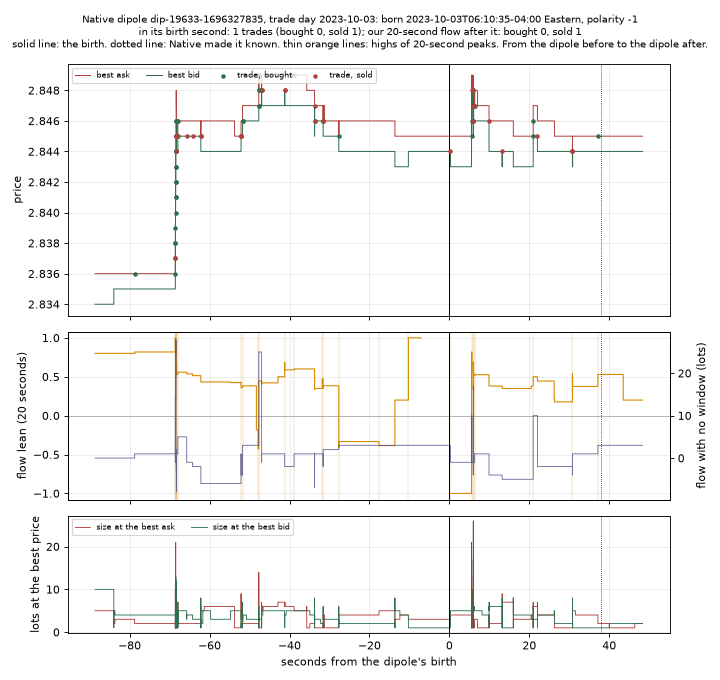 Native dipole dip-19633-1696327835, trade day 2023-10-03: born 2023-10-03T06:10:35-04:00 Eastern, polarity -1
in its birth second: 1 trades (bought 0, sold 1); our 20-second flow after it: bought 0, sold 1
solid line: the birth. dotted line: Native made it known. thin orange lines: highs of 20-second peaks. From the dipole before to the dipole after.
best ask best bid trade, bought trade, sold
2.848
2.846
2.844
2.842
2.840
2.838
2.836
2.834
price
1.0
0.5
0.0
−0.5
−1.0
flow lean (20 seconds)
20
10
0
flow with no window (lots)
size at the best ask size at the best bid
20
10
0
lots at the best price
−80 −60 −40 −20 0 20 40
seconds from the dipole's birth